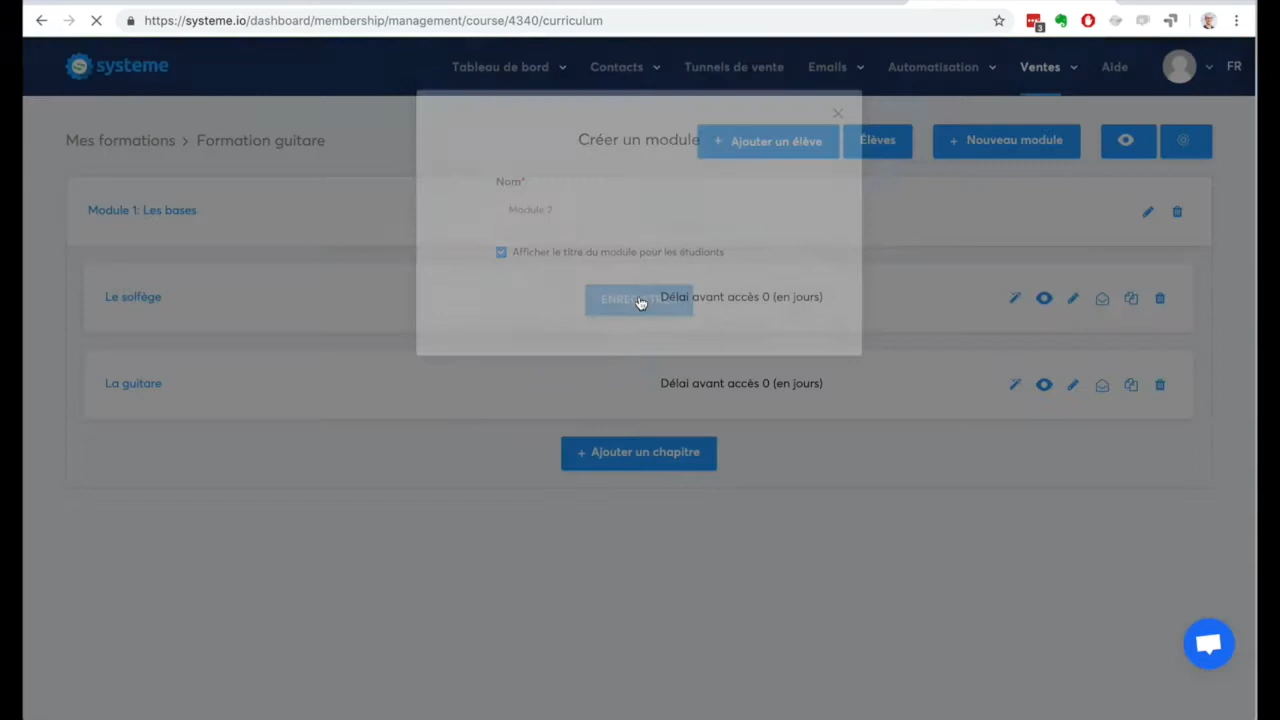 https://systeme.io/dashboard/membership/management/course/4340/curriculum
3
systeme
Tableau de bord
Contacts
Tunnels de vente
Emails
Automatisation
Ventes
Aide
FR
Mes formations > Formation guitare
Créer un module
+ Ajouter un élève
Élèves
+ Nouveau module
Nom*
Module 2
Module 1: Les bases
Afficher le titre du module pour les étudiants
Le solfège
Délai avant accès 0 (en jours)
La guitare
Délai avant accès 0 (en jours)
+ Ajouter un chapitre